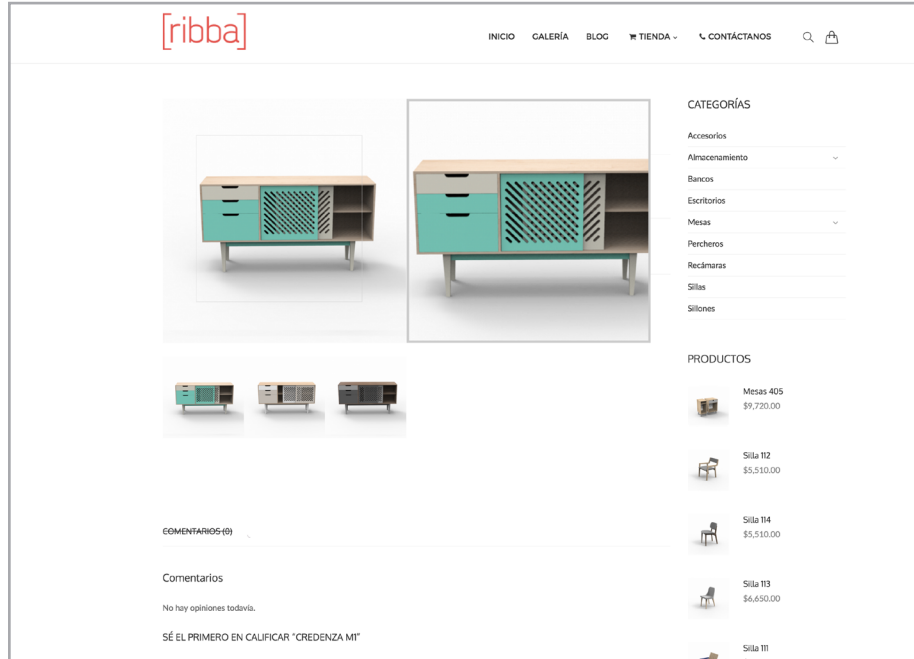 [ribba]
INICIO GALERÍA BLOG TIENDA CONTÁCTANOS
CATEGORÍAS
Accesorios
Almacenamiento
Bancos
Escritorios
Mesas
Percheros
Recámaras
Sillas
Sillones
PRODUCTOS
Mesas 405
$9,720.00
Silla 112
$5,510.00
Silla 114
$5,510.00
Silla 113
$6,650.00
Silla 111
COMENTARIOS (0)
Comentarios
No hay opiniones todavía.
SÉ EL PRIMERO EN CALIFICAR “CREDENZA M1”